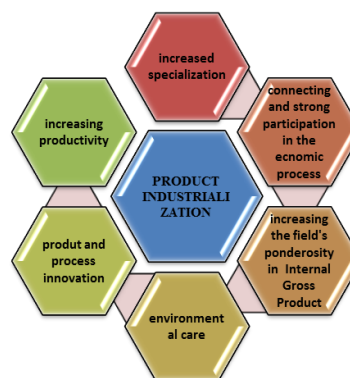 increased
specialization
connecting
and strong
participation
in the
ecnomic
process
increasing
the field's
ponderosity
in Internal
Gross
Product
environment
al care
produt and
process
innovation
increasing
productivity
PRODUCT
INDUSTRIALI
ZATION